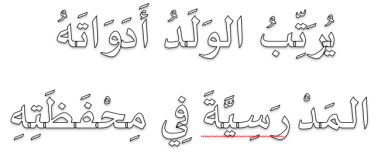 يُرَتِّبُ الوَلَدُ أَدَوَاتَهُ
المَدْرَسِيَّةَ فِي مِحْفَظَتِهِ